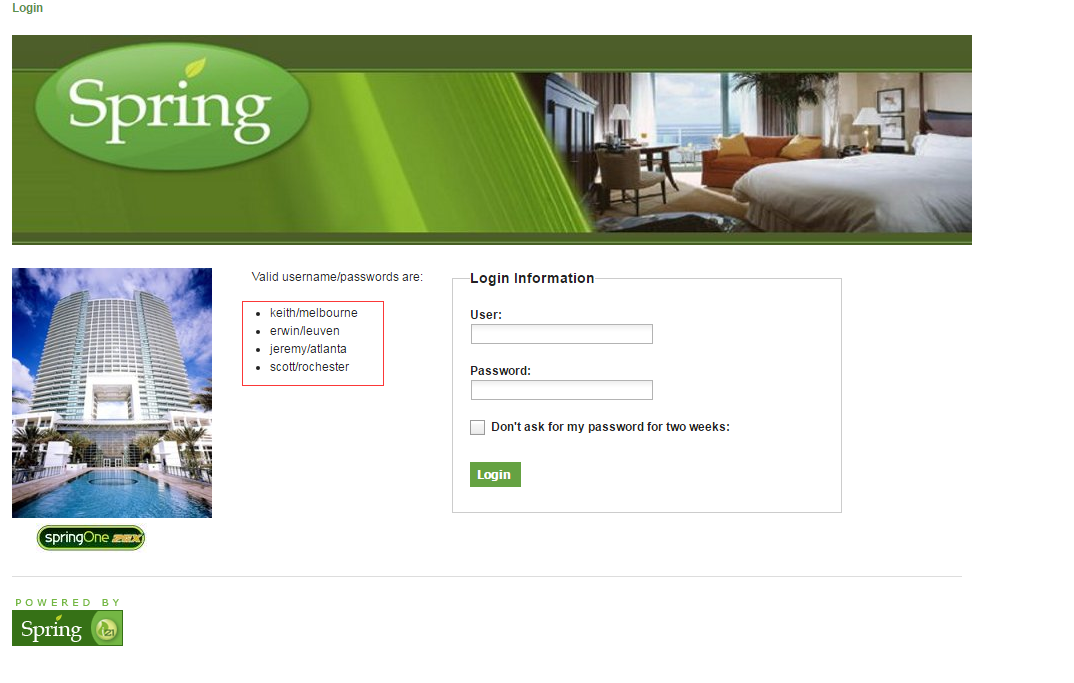 Login
Spring
Valid username/passwords are:
keith/melbourne
erwin/leuven
jeremy/atlanta
scott/rochester
Login Information
User:
Password:
Don't ask for my password for two weeks:
Login
springOne 2GX
POWERED BY
Spring